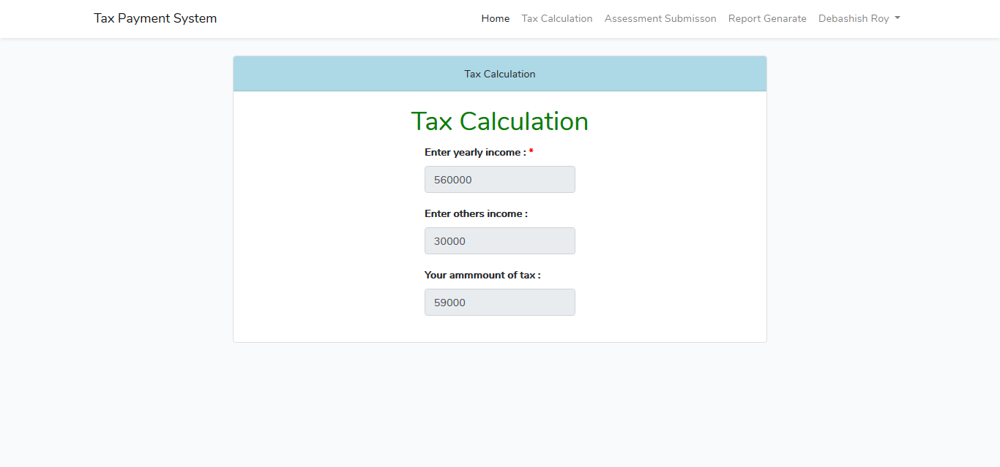 Tax Payment System
Home Tax Calculation Assessment Submisson Report Genarate Debashish Roy
Tax Calculation
Tax Calculation
Enter yearly income : *
560000
Enter others income :
30000
Your ammmount of tax :
59000